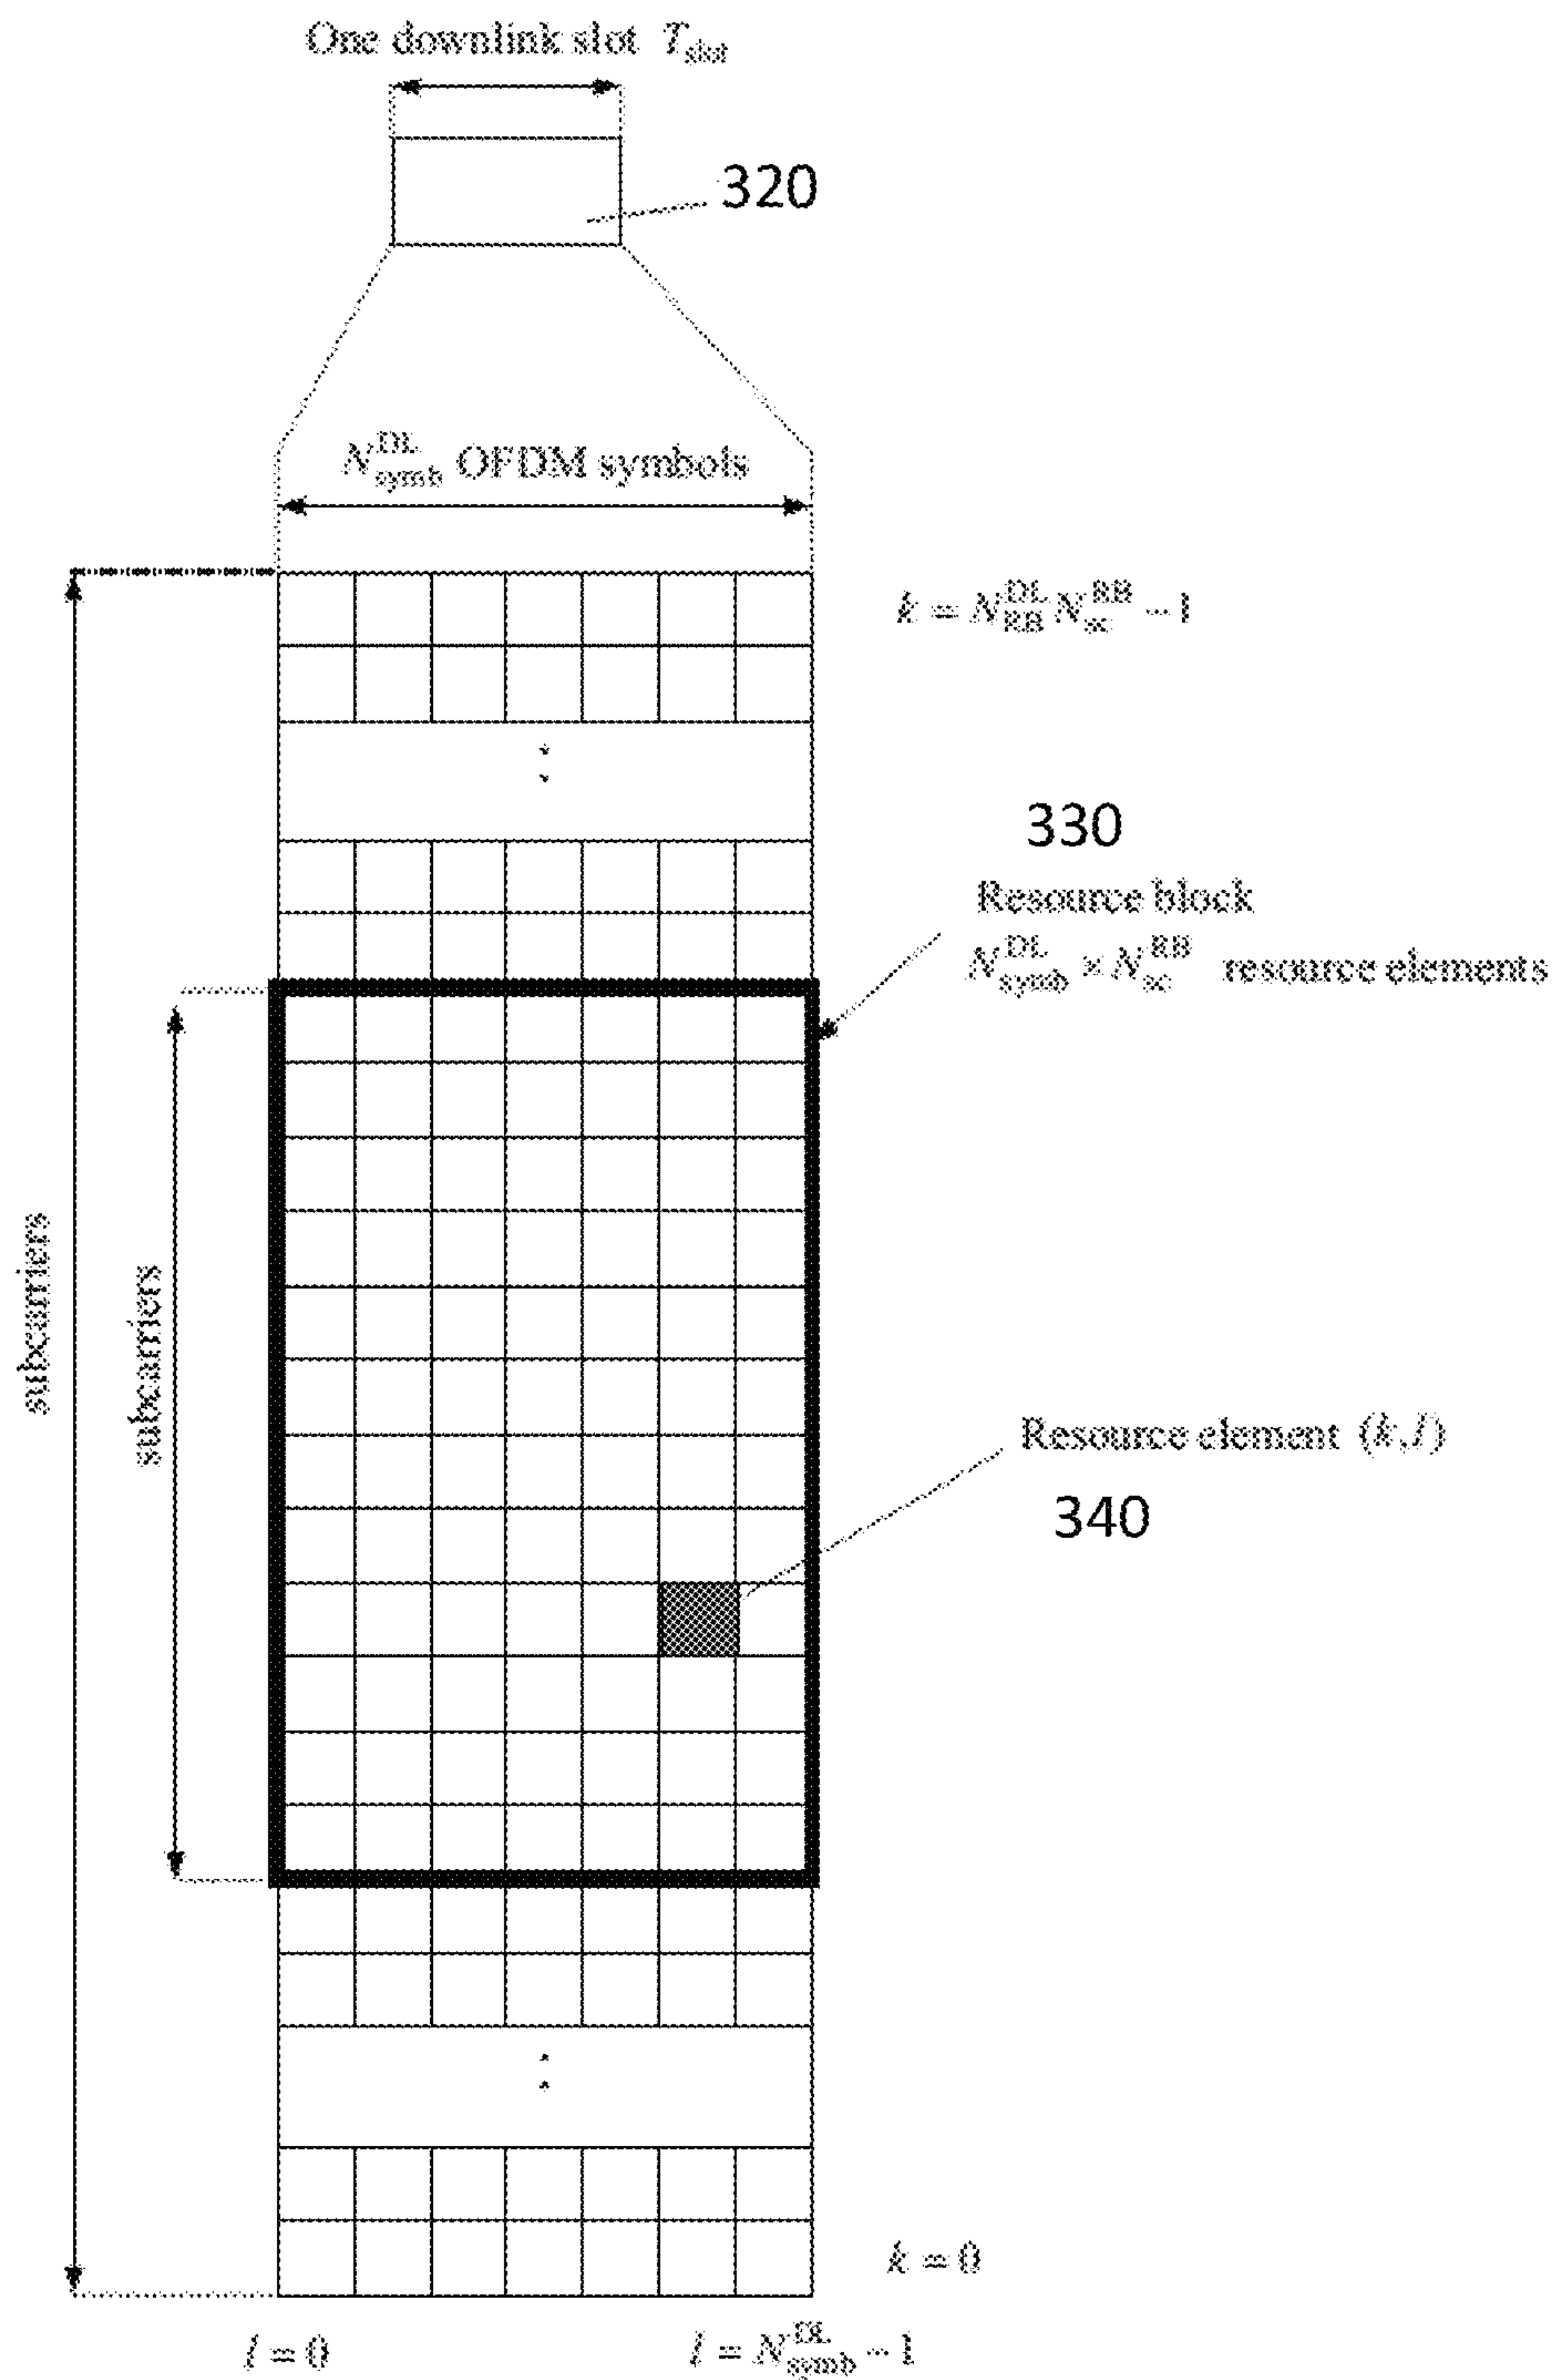 One downlink slot T_slot
320
N_symb^DL OFDM symbols
k = N_RB^DL N_sc^RB − 1
330
Resource block
N_symb^DL × N_sc^RB resource elements
subcarriers
subcarriers
Resource element (k, l)
340
k = 0
l = 0
l = N_symb^DL − 1